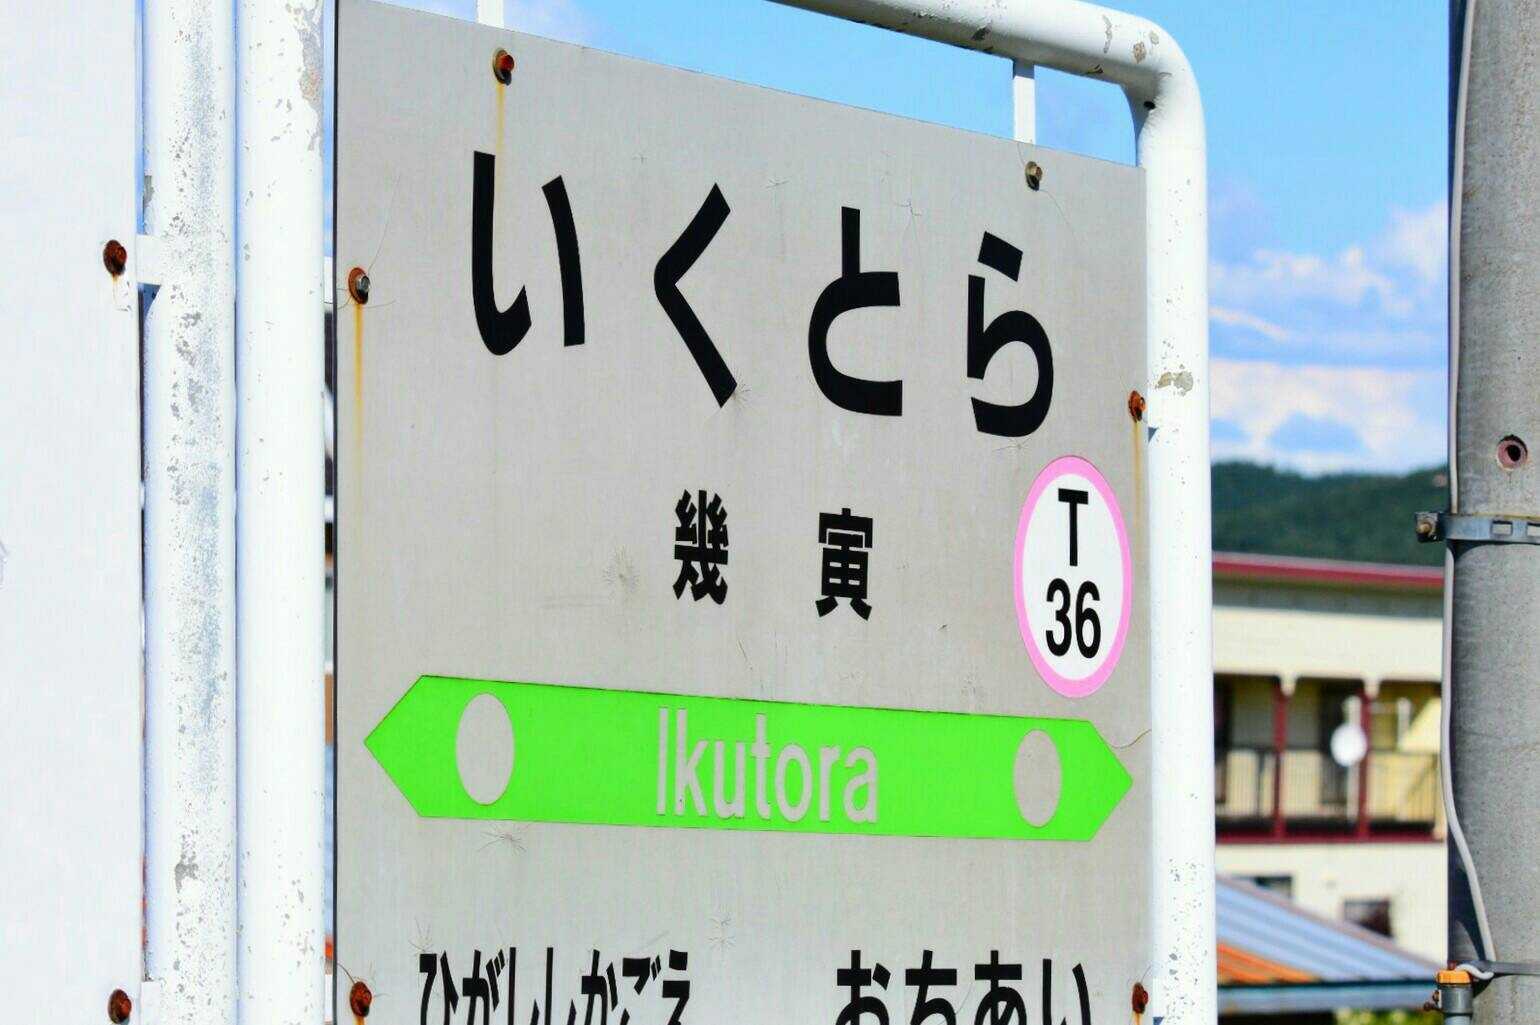 いくとら
幾寅
T
36
Ikutora
ひがししかごえ おちあい